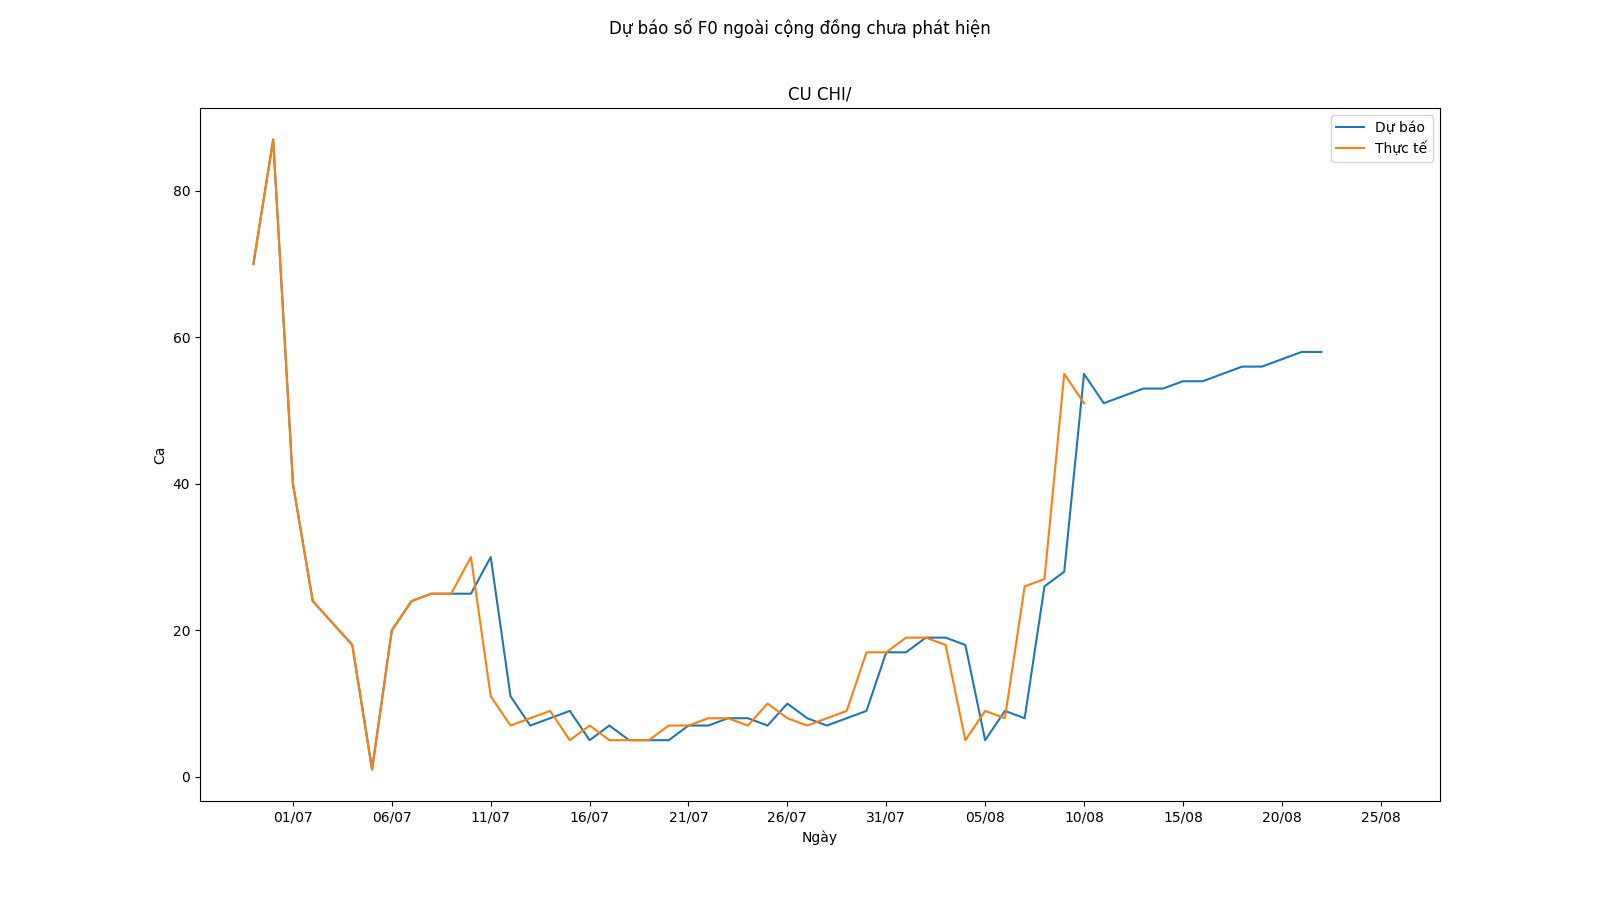 Dự báo số F0 ngoài cộng đồng chưa phát hiện
CU CHI/
Dự báo
Thực tế
80
60
40
20
0
Ca
01/07 06/07 11/07 16/07 21/07 26/07 31/07 05/08 10/08 15/08 20/08 25/08
Ngày